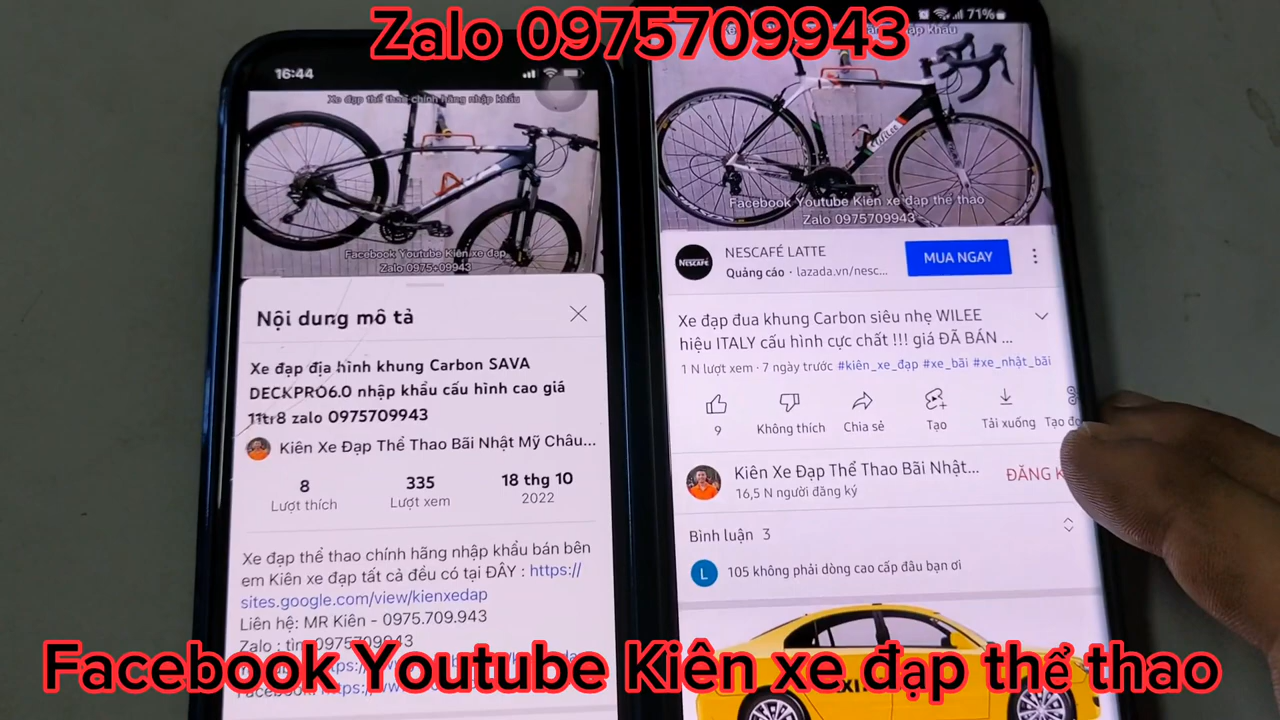 Zalo 0975709943
16:44
Xe đạp thể thao chính hãng nhập khẩu
Facebook Youtube Kiên xe đạp
Nội dung mô tả
Xe đạp địa hình khung Carbon SAVA
DECKPRO6.0 nhập khẩu cấu hình cao giá
11tr8 zalo 0975709943
Kiên Xe Đạp Thể Thao Bãi Nhật Mỹ Châu...
8
Lượt thích
335
Lượt xem
18 thg 10
2022
Xe đạp thể thao chính hãng nhập khẩu bán bên
em Kiên xe đạp tất cả đều có tại ĐÂY : https://
sites.google.com/view/kienxedap
Liên hệ: MR Kiên - 0975.709.943
Zalo : tìm 0975709943
71%
WILEE
Facebook Youtube Kiên xe đạp thể thao
Zalo 0975709943
NESCAFÉ
NESCAFÉ LATTE
Quảng cáo · lazada.vn/nesc...
MUA NGAY
Xe đạp đua khung Carbon siêu nhẹ WILEE
hiệu ITALY cấu hình cực chất !!! giá ĐÃ BÁN ...
1 N lượt xem · 7 ngày trước #kiên_xe_đạp #xe_bãi #xe_nhật_bãi
9
Không thích
Chia sẻ
Tạo
Tải xuống
Tạo đo
Kiên Xe Đạp Thể Thao Bãi Nhật...
16,5 N người đăng ký
ĐĂNG K
Bình luận 3
L
105 không phải dòng cao cấp đâu bạn ơi
Facebook Youtube Kiên xe đạp thể thao